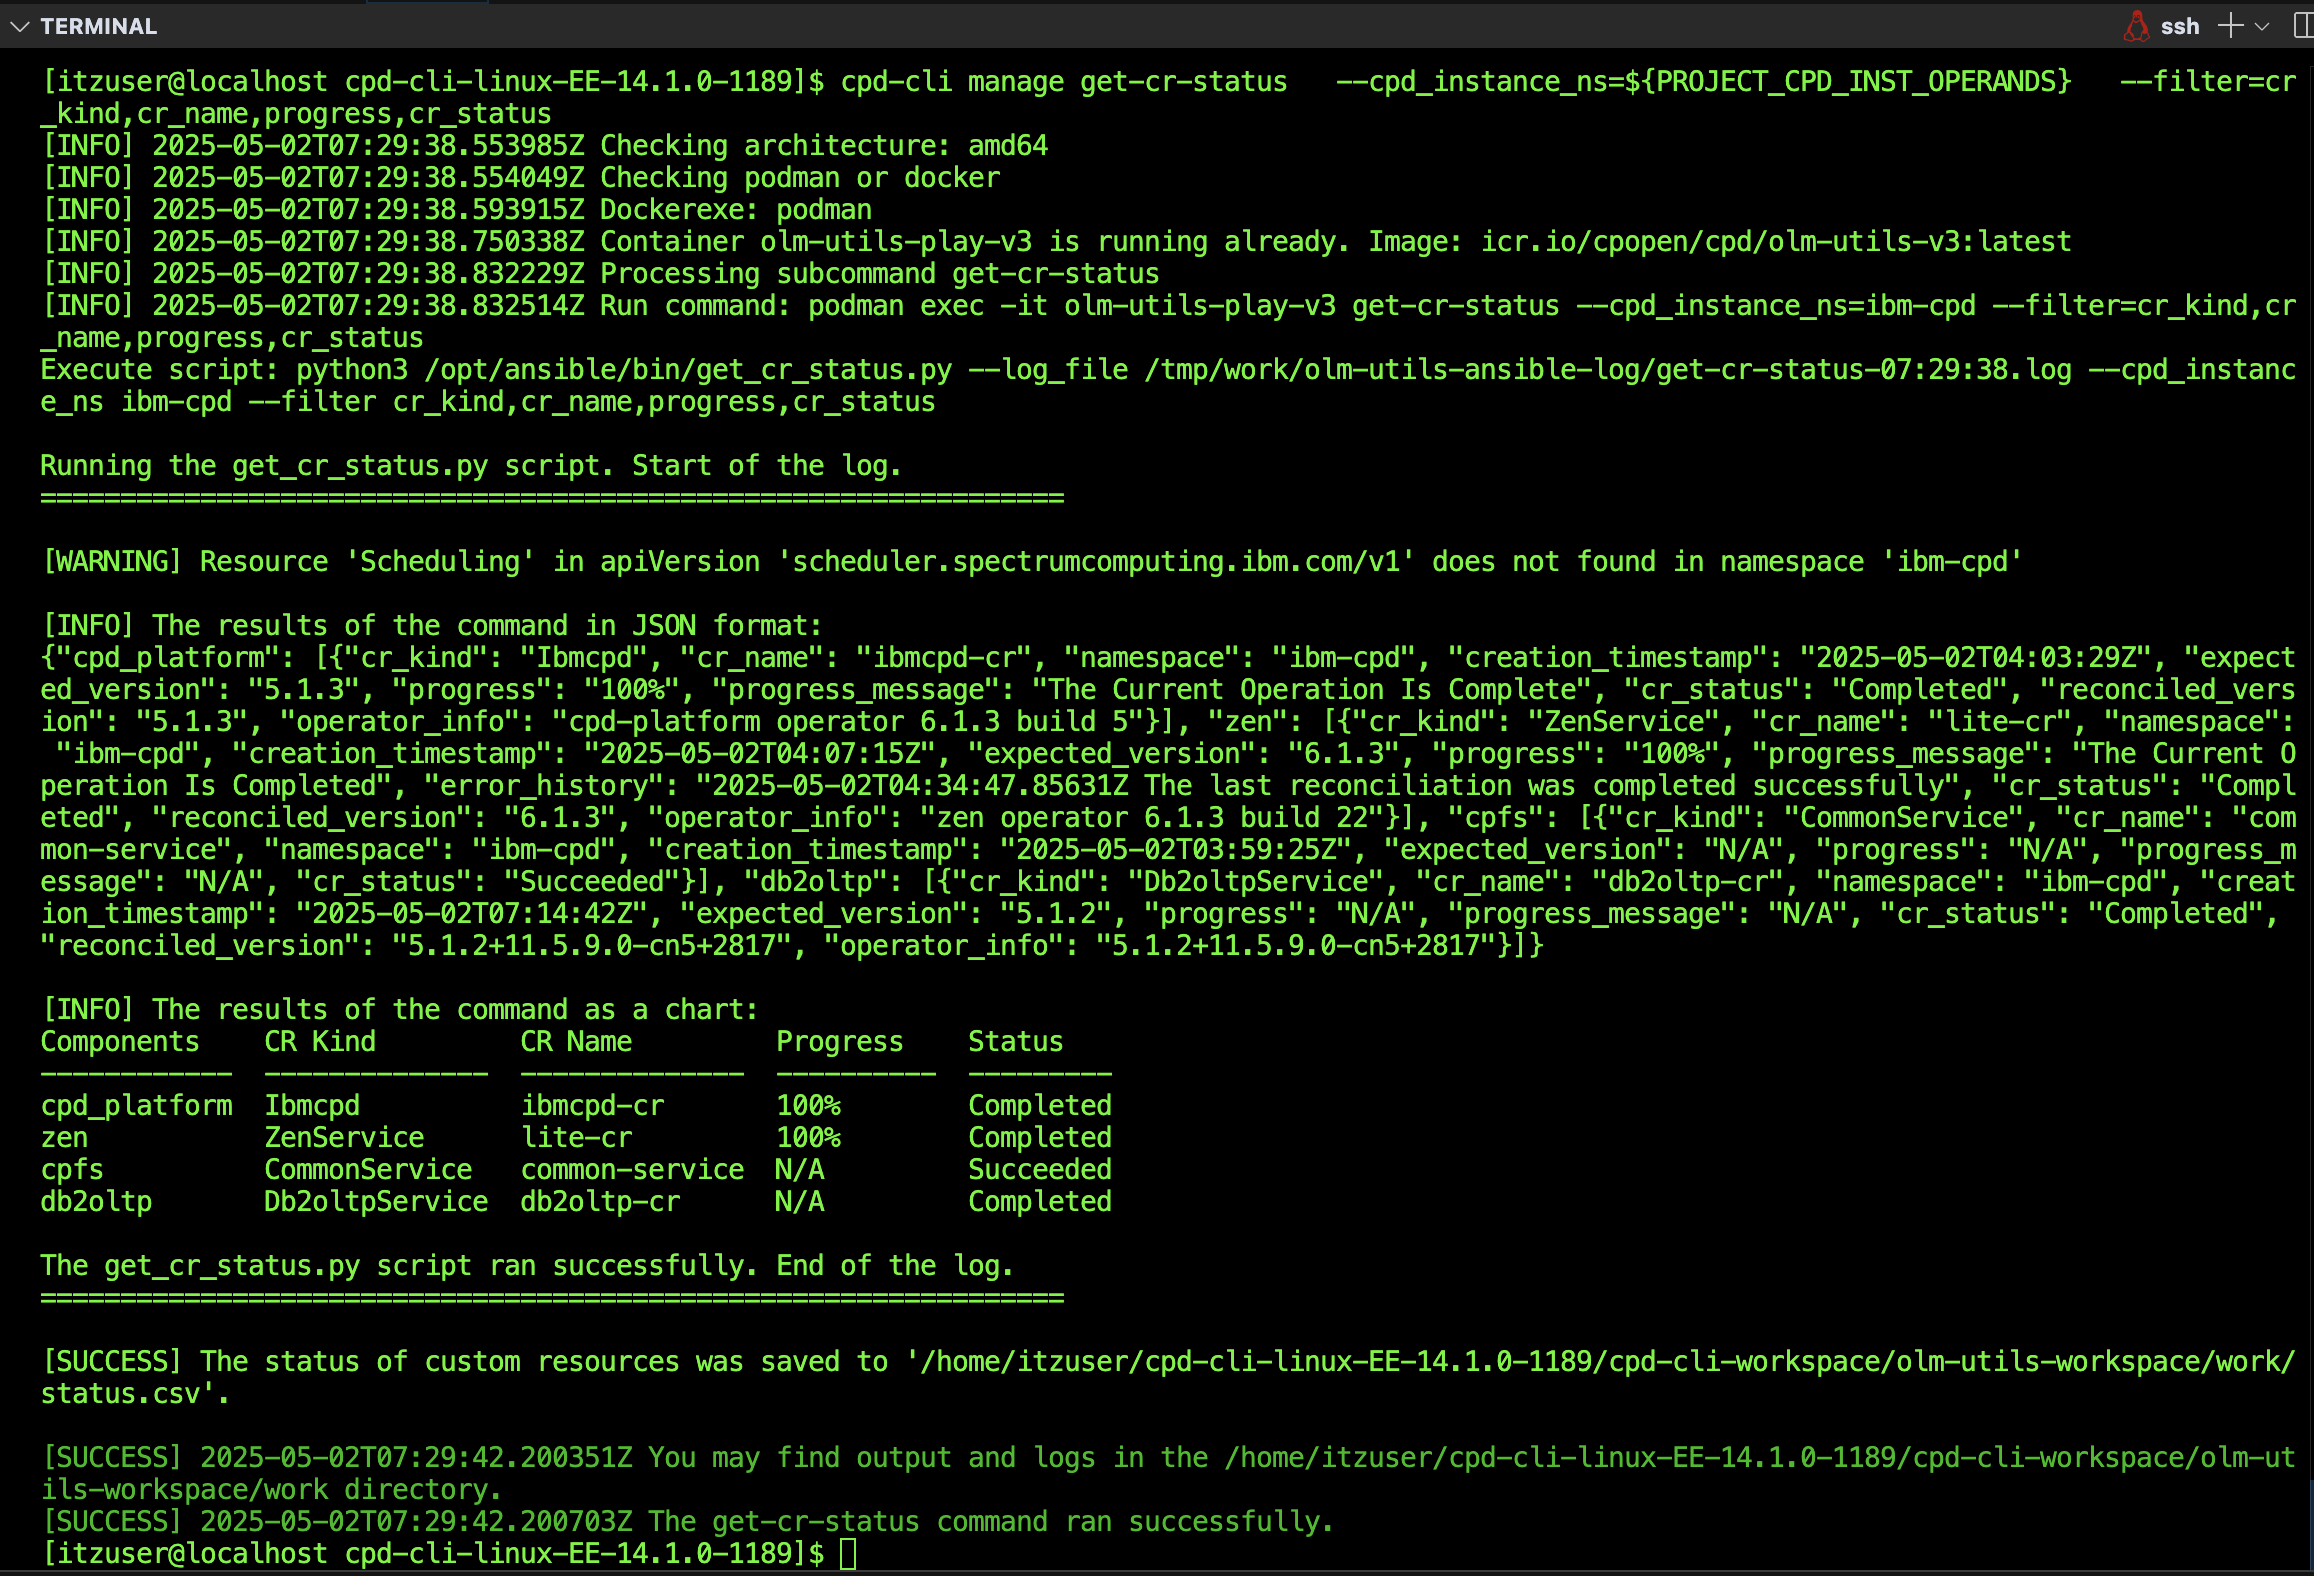 TERMINAL
ssh
[itzuser@localhost cpd-cli-linux-EE-14.1.0-1189]$ cpd-cli manage get-cr-status   --cpd_instance_ns=${PROJECT_CPD_INST_OPERANDS}   --filter=cr
_kind,cr_name,progress,cr_status
[INFO] 2025-05-02T07:29:38.553985Z Checking architecture: amd64
[INFO] 2025-05-02T07:29:38.554049Z Checking podman or docker
[INFO] 2025-05-02T07:29:38.593915Z Dockerexe: podman
[INFO] 2025-05-02T07:29:38.750338Z Container olm-utils-play-v3 is running already. Image: icr.io/cpopen/cpd/olm-utils-v3:latest
[INFO] 2025-05-02T07:29:38.832229Z Processing subcommand get-cr-status
[INFO] 2025-05-02T07:29:38.832514Z Run command: podman exec -it olm-utils-play-v3 get-cr-status --cpd_instance_ns=ibm-cpd --filter=cr_kind,cr
_name,progress,cr_status
Execute script: python3 /opt/ansible/bin/get_cr_status.py --log_file /tmp/work/olm-utils-ansible-log/get-cr-status-07:29:38.log --cpd_instanc
e_ns ibm-cpd --filter cr_kind,cr_name,progress,cr_status
Running the get_cr_status.py script. Start of the log.
================================================================
[WARNING] Resource 'Scheduling' in apiVersion 'scheduler.spectrumcomputing.ibm.com/v1' does not found in namespace 'ibm-cpd'
[INFO] The results of the command in JSON format:
{"cpd_platform": [{"cr_kind": "Ibmcpd", "cr_name": "ibmcpd-cr", "namespace": "ibm-cpd", "creation_timestamp": "2025-05-02T04:03:29Z", "expect
ed_version": "5.1.3", "progress": "100%", "progress_message": "The Current Operation Is Complete", "cr_status": "Completed", "reconciled_vers
ion": "5.1.3", "operator_info": "cpd-platform operator 6.1.3 build 5"}], "zen": [{"cr_kind": "ZenService", "cr_name": "lite-cr", "namespace":
 "ibm-cpd", "creation_timestamp": "2025-05-02T04:07:15Z", "expected_version": "6.1.3", "progress": "100%", "progress_message": "The Current O
peration Is Completed", "error_history": "2025-05-02T04:34:47.85631Z The last reconciliation was completed successfully", "cr_status": "Compl
eted", "reconciled_version": "6.1.3", "operator_info": "zen operator 6.1.3 build 22"}], "cpfs": [{"cr_kind": "CommonService", "cr_name": "com
mon-service", "namespace": "ibm-cpd", "creation_timestamp": "2025-05-02T03:59:25Z", "expected_version": "N/A", "progress": "N/A", "progress_m
essage": "N/A", "cr_status": "Succeeded"}], "db2oltp": [{"cr_kind": "Db2oltpService", "cr_name": "db2oltp-cr", "namespace": "ibm-cpd", "creat
ion_timestamp": "2025-05-02T07:14:42Z", "expected_version": "5.1.2", "progress": "N/A", "progress_message": "N/A", "cr_status": "Completed",
"reconciled_version": "5.1.2+11.5.9.0-cn5+2817", "operator_info": "5.1.2+11.5.9.0-cn5+2817"}]}
[INFO] The results of the command as a chart:
Components    CR Kind         CR Name         Progress    Status
------------  --------------  --------------  ----------  ---------
cpd_platform  Ibmcpd          ibmcpd-cr       100%        Completed
zen           ZenService      lite-cr         100%        Completed
cpfs          CommonService   common-service  N/A         Succeeded
db2oltp       Db2oltpService  db2oltp-cr      N/A         Completed
The get_cr_status.py script ran successfully. End of the log.
================================================================
[SUCCESS] The status of custom resources was saved to '/home/itzuser/cpd-cli-linux-EE-14.1.0-1189/cpd-cli-workspace/olm-utils-workspace/work/
status.csv'.
[SUCCESS] 2025-05-02T07:29:42.200351Z You may find output and logs in the /home/itzuser/cpd-cli-linux-EE-14.1.0-1189/cpd-cli-workspace/olm-ut
ils-workspace/work directory.
[SUCCESS] 2025-05-02T07:29:42.200703Z The get-cr-status command ran successfully.
[itzuser@localhost cpd-cli-linux-EE-14.1.0-1189]$